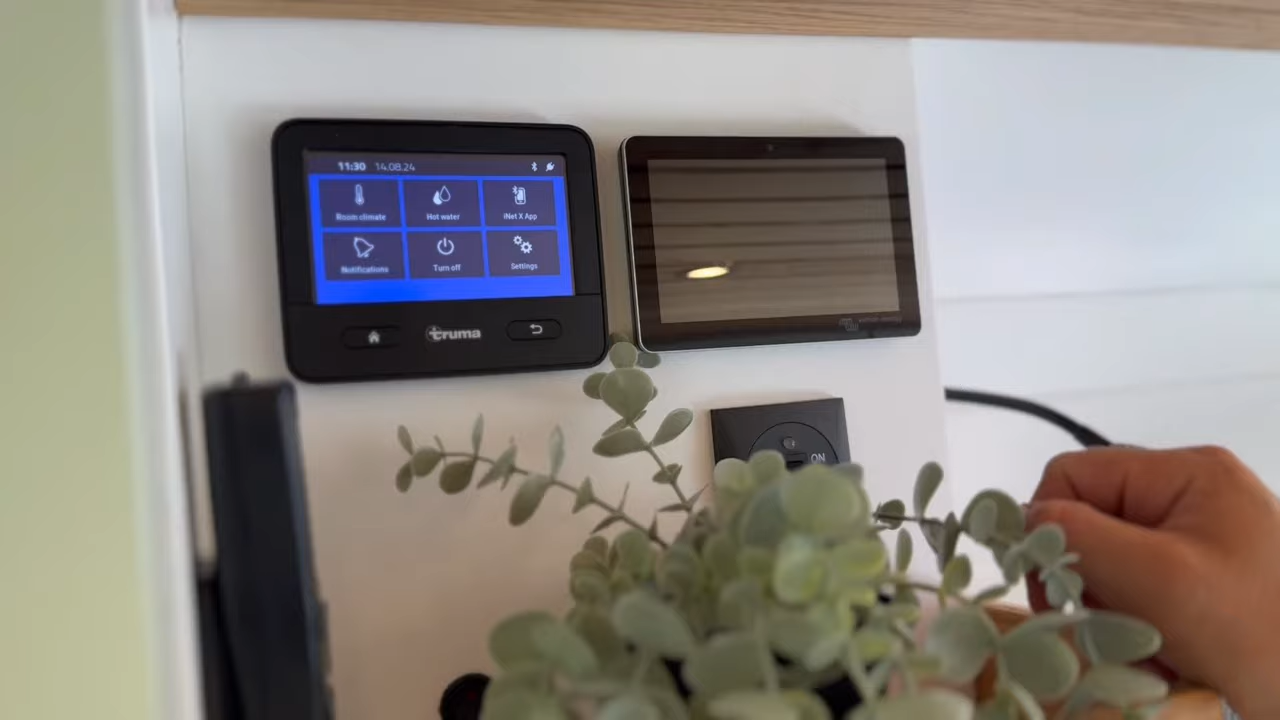 11:30 14.08.24
Room climate
Hot water
iNet X App
Notifications
Turn off
Settings
truma
ON